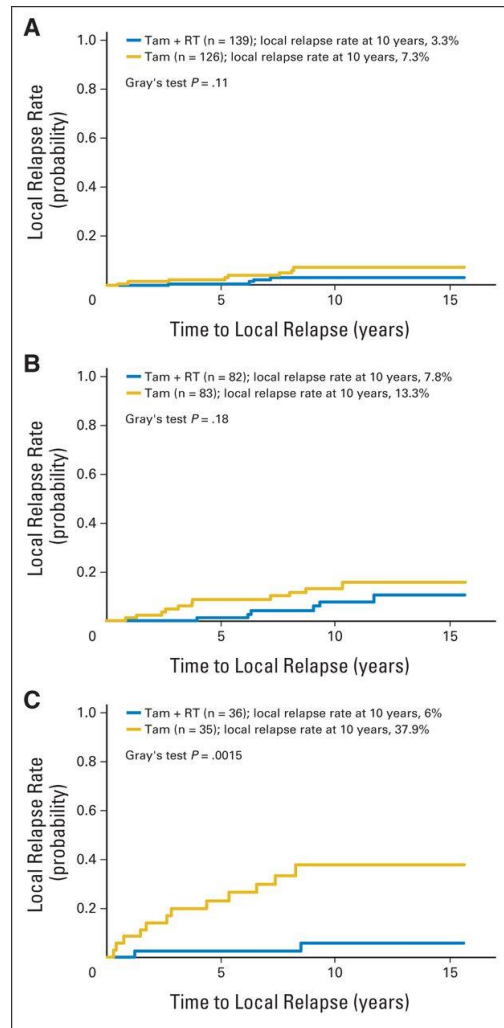 A
Tam + RT (n = 139); local relapse rate at 10 years, 3.3%
Tam (n = 126); local relapse rate at 10 years, 7.3%
Gray's test P = .11
Local Relapse Rate
(probability)
1.0
0.8
0.6
0.4
0.2
0
5
10
15
Time to Local Relapse (years)
B
Tam + RT (n = 82); local relapse rate at 10 years, 7.8%
Tam (n = 83); local relapse rate at 10 years, 13.3%
Gray's test P = .18
Local Relapse Rate
(probability)
1.0
0.8
0.6
0.4
0.2
0
5
10
15
Time to Local Relapse (years)
C
Tam + RT (n = 36); local relapse rate at 10 years, 6%
Tam (n = 35); local relapse rate at 10 years, 37.9%
Gray's test P = .0015
Local Relapse Rate
(probability)
1.0
0.8
0.6
0.4
0.2
0
5
10
15
Time to Local Relapse (years)